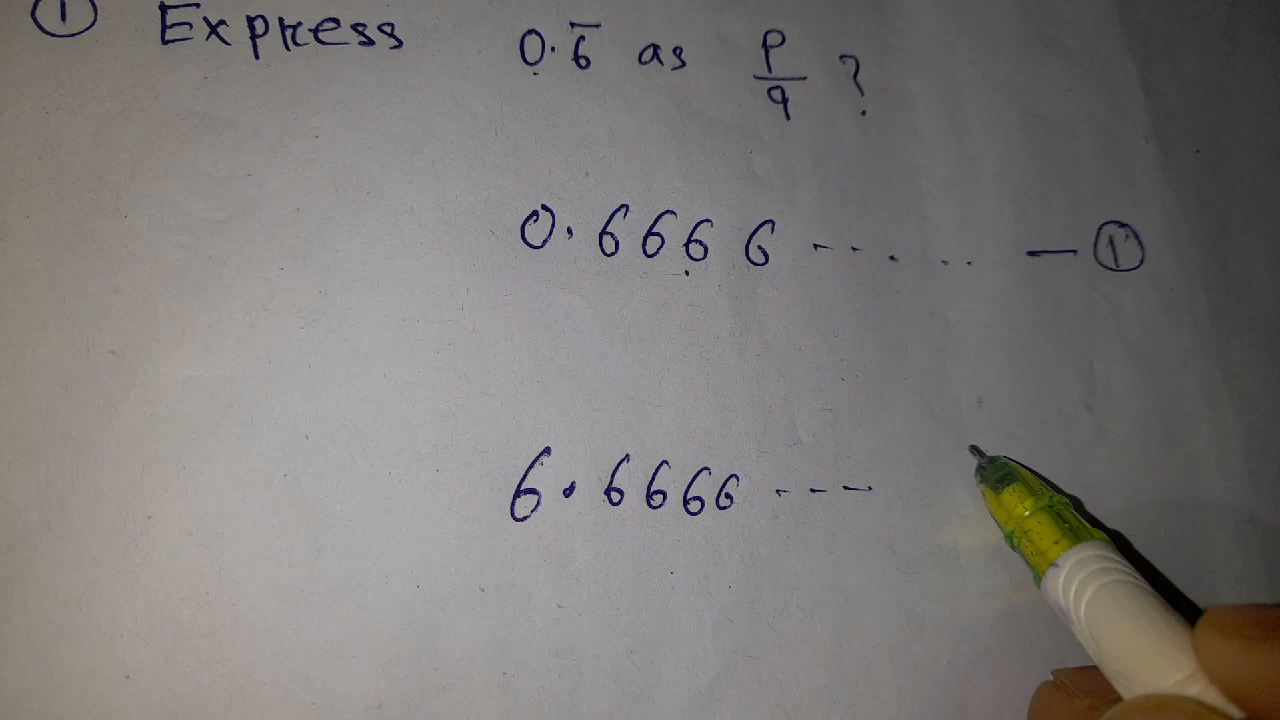 ① Express 0.6̅ as p/q ?
0.6666 ..... — ①
6.6666 ---